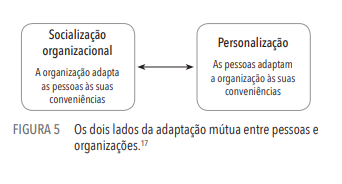 Socialização
organizacional
A organização adapta
as pessoas às suas
conveniências
Personalização
As pessoas adaptam
a organização às suas
conveniências
FIGURA 5 Os dois lados da adaptação mútua entre pessoas e
organizações.17